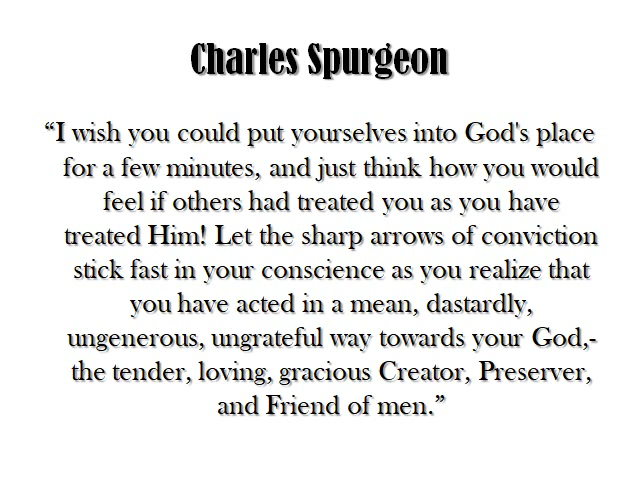 Charles Spurgeon
“I wish you could put yourselves into God's place
for a few minutes, and just think how you would
feel if others had treated you as you have
treated Him! Let the sharp arrows of conviction
stick fast in your conscience as you realize that
you have acted in a mean, dastardly,
ungenerous, ungrateful way towards your God,-
the tender, loving, gracious Creator, Preserver,
and Friend of men.”